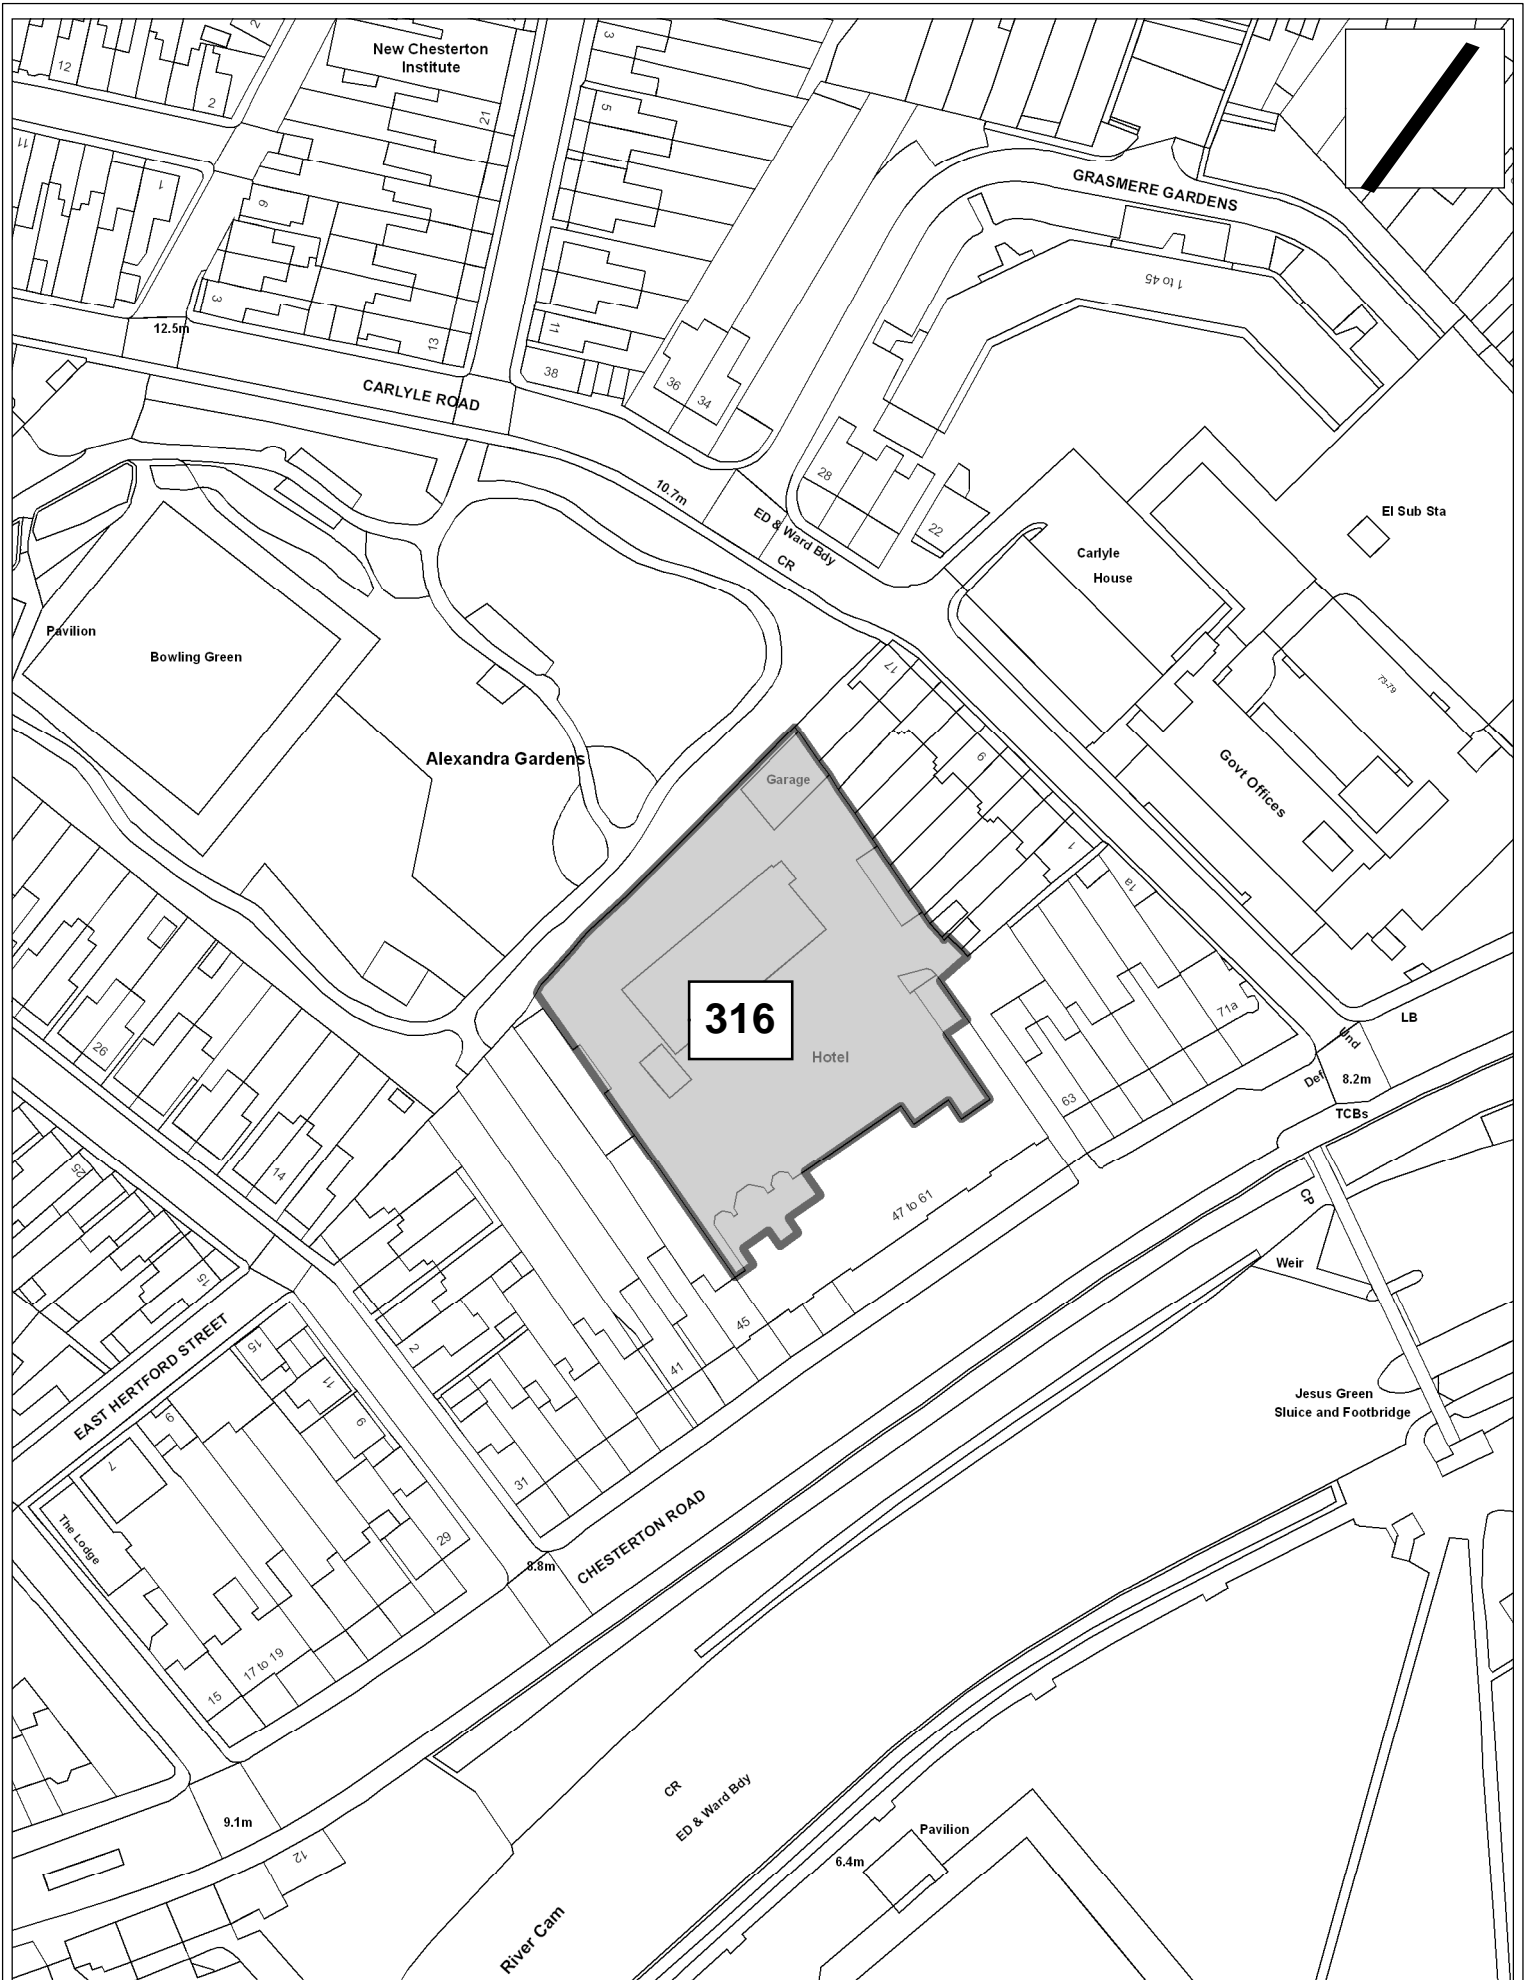 New Chesterton
Institute
2
12
2
3
21
5
11
1
6
GRASMERE GARDENS
1 to 45
3
12.5m
13
11
38
36
34
CARLYLE ROAD
28
10.7m
ED & Ward Bdy
CR
22
El Sub Sta
Carlyle
House
Pavilion
Bowling Green
17
73-79
Alexandra Gardens
9
Govt Offices
Garage
1
1a
316
Hotel
71a
LB
Und
Def
8.2m
TCBs
26
63
25
14
47 to 61
CP
Weir
15
45
2
EAST HERTFORD STREET
15
11
41
Jesus Green
Sluice and Footbridge
9
6
7
31
CHESTERTON ROAD
The Lodge
29
8.8m
17 to 19
15
CR
ED & Ward Bdy
9.1m
12
Pavilion
6.4m
River Cam